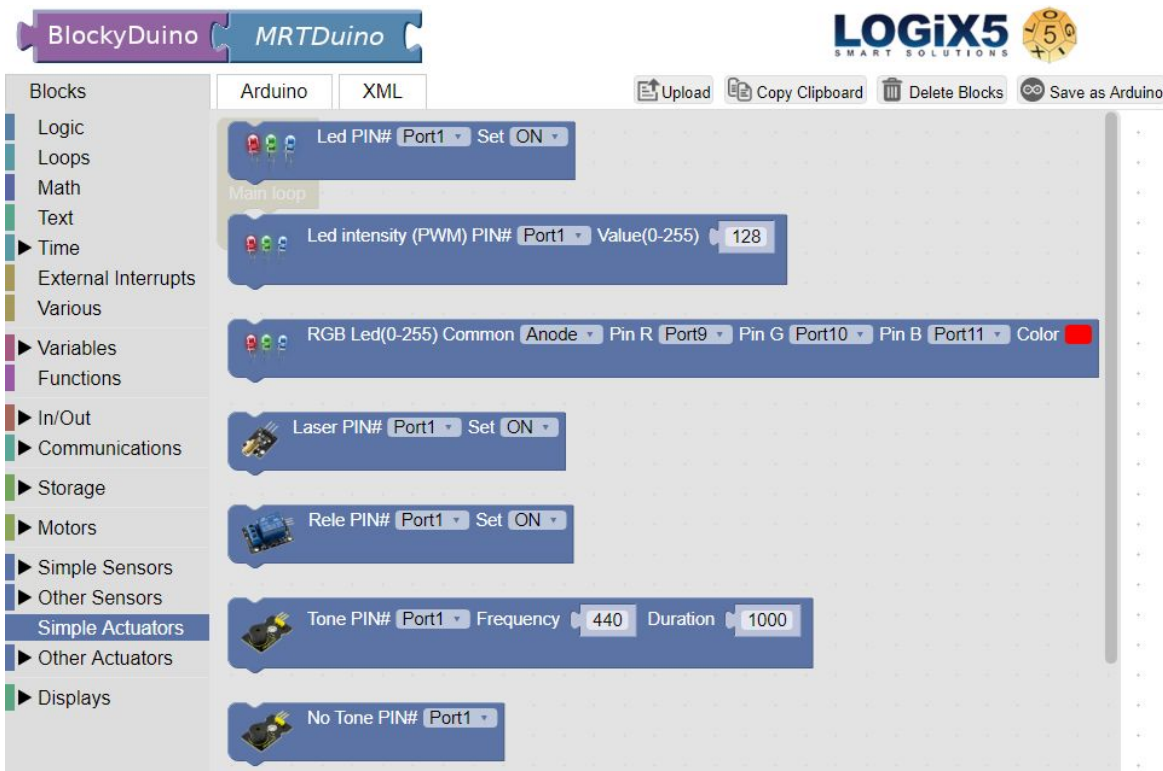 BlockyDuino MRTDuino
LOGiX5 5
SMART SOLUTIONS
Blocks Arduino XML Upload Copy Clipboard Delete Blocks Save as Arduino
Logic
Loops
Math
Text
Time
External Interrupts
Various
Variables
Functions
In/Out
Communications
Storage
Motors
Simple Sensors
Other Sensors
Simple Actuators
Other Actuators
Displays
Led PIN# Port1 Set ON
Main loop
Led intensity (PWM) PIN# Port1 Value(0-255) 128
RGB Led(0-255) Common Anode Pin R Port9 Pin G Port10 Pin B Port11 Color
Laser PIN# Port1 Set ON
Rele PIN# Port1 Set ON
Tone PIN# Port1 Frequency 440 Duration 1000
No Tone PIN# Port1